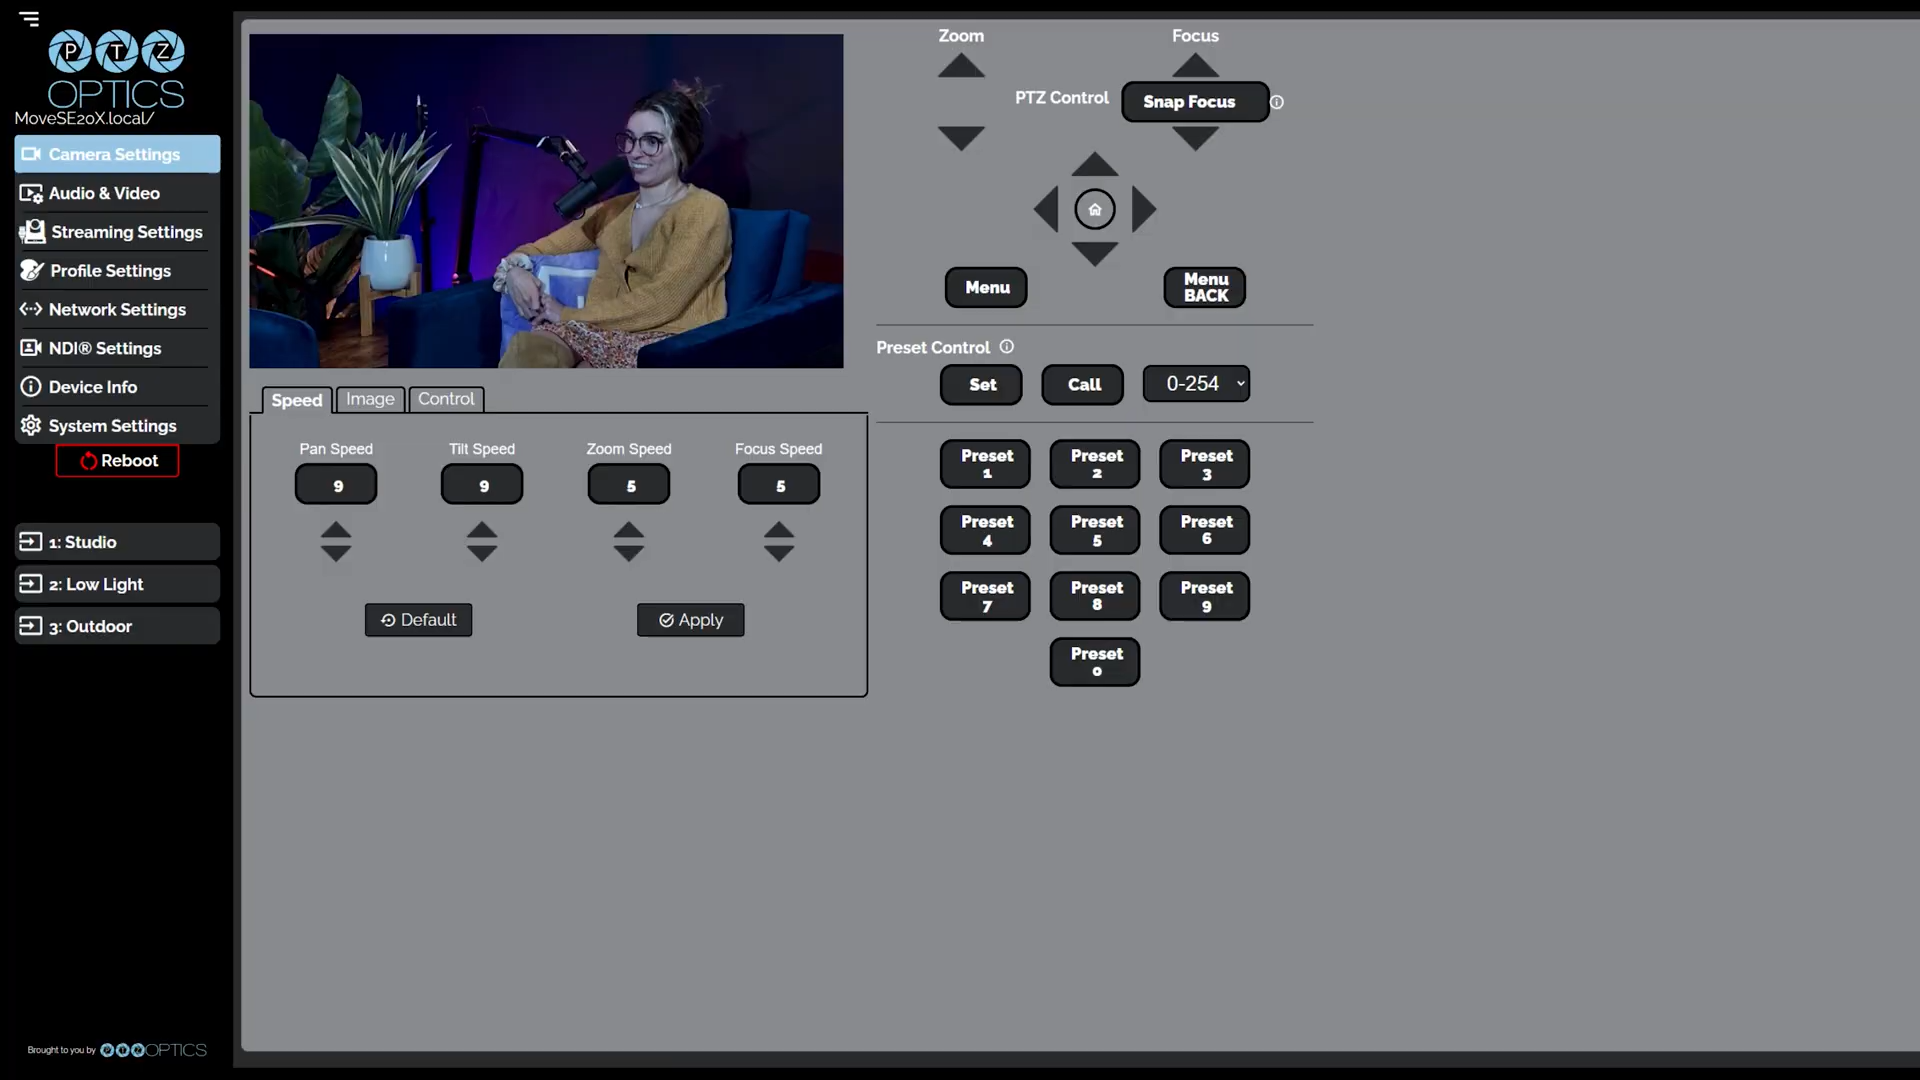 PTZ
OPTICS
MoveSE20X.local/
Camera Settings
Audio & Video
Streaming Settings
Profile Settings
Network Settings
NDI® Settings
Device Info
System Settings
Reboot
1: Studio
2: Low Light
3: Outdoor
Brought to you by PTZOPTICS
Speed
Image
Control
Pan Speed
Tilt Speed
Zoom Speed
Focus Speed
9
9
5
5
Default
Apply
Zoom
Focus
PTZ Control
Snap Focus
Menu
Menu
BACK
Preset Control
Set
Call
0-254
Preset
1
Preset
2
Preset
3
Preset
4
Preset
5
Preset
6
Preset
7
Preset
8
Preset
9
Preset
0